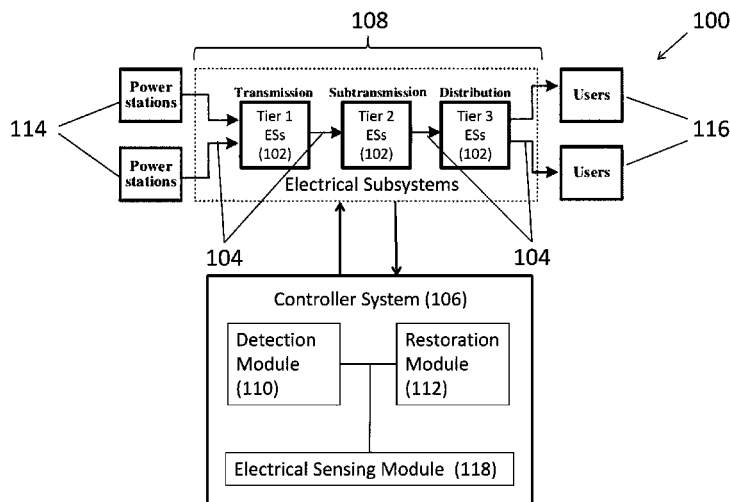 108
100
Power
stations
Transmission
Subtransmission
Distribution
Users
Tier 1
ESs
(102)
Tier 2
ESs
(102)
Tier 3
ESs
(102)
114
116
Power
stations
Electrical Subsystems
Users
104
104
Controller System (106)
Detection
Module
(110)
Restoration
Module
(112)
Electrical Sensing Module (118)